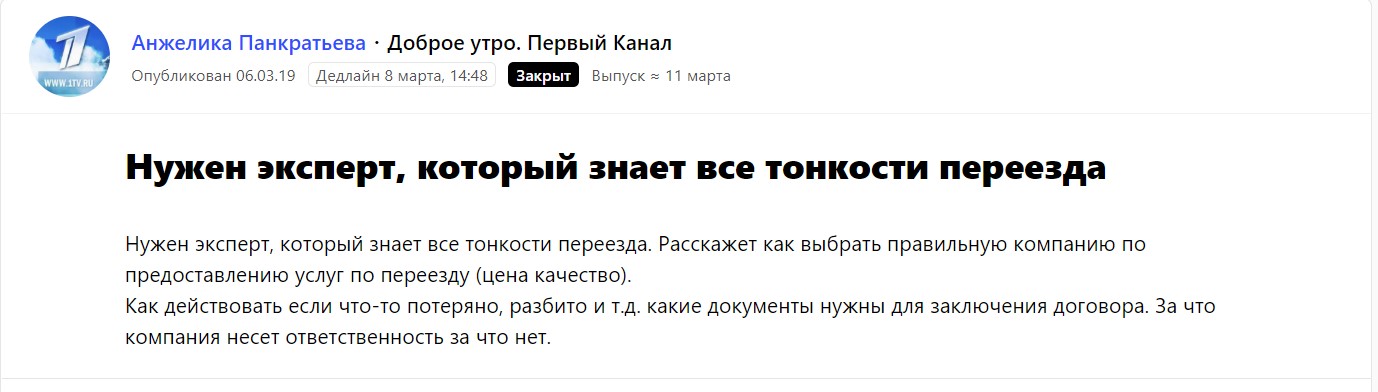 1
WWW.1TV.RU
Анжелика Панкратьева · Доброе утро. Первый Канал
Опубликован 06.03.19 Дедлайн 8 марта, 14:48 Закрыт Выпуск ≈ 11 марта
Нужен эксперт, который знает все тонкости переезда
Нужен эксперт, который знает все тонкости переезда. Расскажет как выбрать правильную компанию по
предоставлению услуг по переезду (цена качество).
Как действовать если что-то потеряно, разбито и т.д. какие документы нужны для заключения договора. За что
компания несет ответственность за что нет.